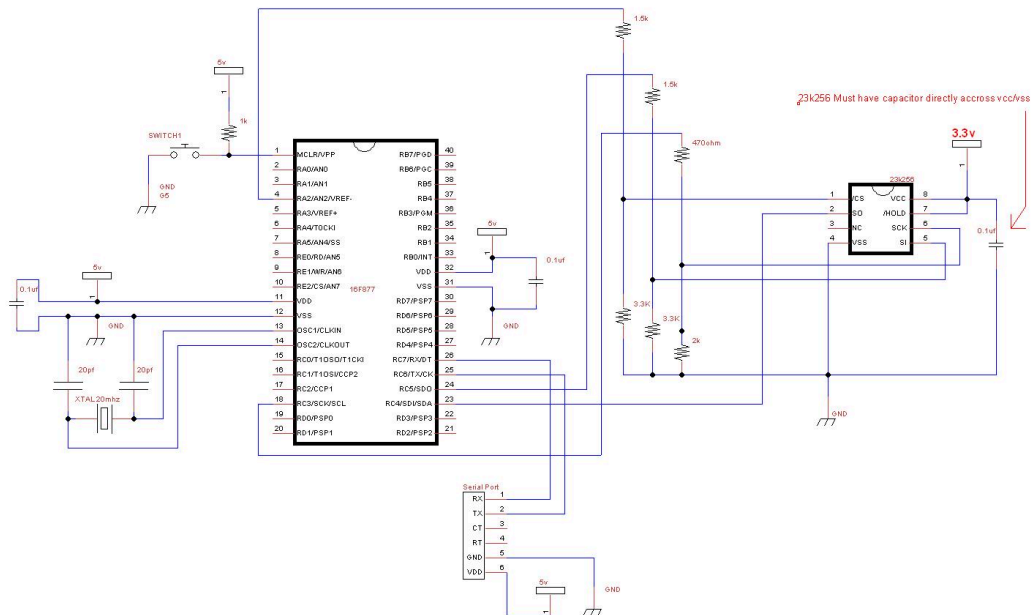 1.5k
5v
1
1.5k
23k256 Must have capacitor directly accross vcc/vss
1k
SWITCH1
3.3v
1
470ohm
GND
G5
1 MCLR/VPP
2 RA0/AN0
3 RA1/AN1
4 RA2/AN2/VREF-
5 RA3/VREF+
6 RA4/TOCKI
7 RA5/AN4/SS
8 RE0/RD/AN5
9 RE1/WR/AN6
10 RE2/CS/AN7
11 VDD
12 VSS
13 OSC1/CLKIN
14 OSC2/CLKOUT
15 RC0/T1OSO/T1CKI
16 RC1/T1OSI/CCP2
17 RC2/CCP1
18 RC3/SCK/SCL
19 RD0/PSP0
20 RD1/PSP1
16F877
RB7/PGD 40
RB6/PGC 39
RB5 38
RB4 37
RB3/PGM 36
RB2 35
RB1 34
RB0/INT 33
VDD 32
VSS 31
RD7/PSP7 30
RD6/PSP6 29
RD5/PSP5 28
RD4/PSP4 27
RC7/RX/DT 26
RC6/TX/CK 25
RC5/SDO 24
RC4/SDI/SDA 23
RD3/PSP3 22
RD2/PSP2 21
23k256
1 /CS
2 SO
3 NC
4 VSS
VCC 8
/HOLD 7
SCK 6
SI 5
0.1uf
5v
1
0.1uf
GND
5v
1
0.1uf
GND
20pf
20pf
XTAL20mhz
3.3K
3.3K
2k
GND
Serial Port
RX 1
TX 2
CT 3
RT 4
GND 5
VDD 6
GND
5v
1